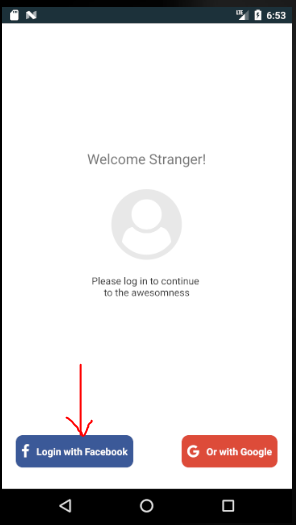 LTE 6:53
Welcome Stranger!
Please log in to continue
to the awesomness
f Login with Facebook
G Or with Google